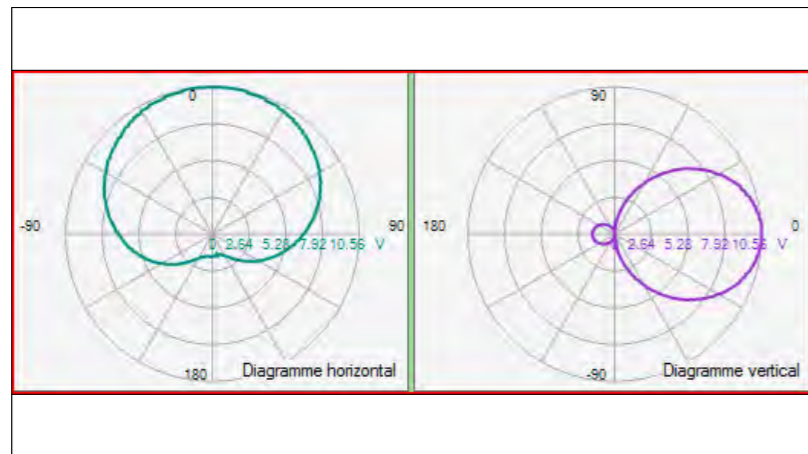 0
-90
90
0 2.64 5.28 7.92 10.56 V
180
Diagramme horizontal
90
180
0
2.64 5.28 7.92 10.56 V
-90
Diagramme vertical